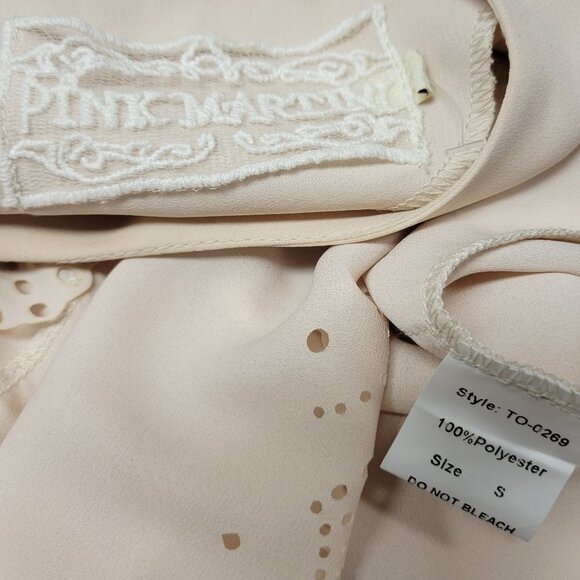 PINK MARTINI
Style: TO-0269
100%Polyester
Size S
DO NOT BLEACH